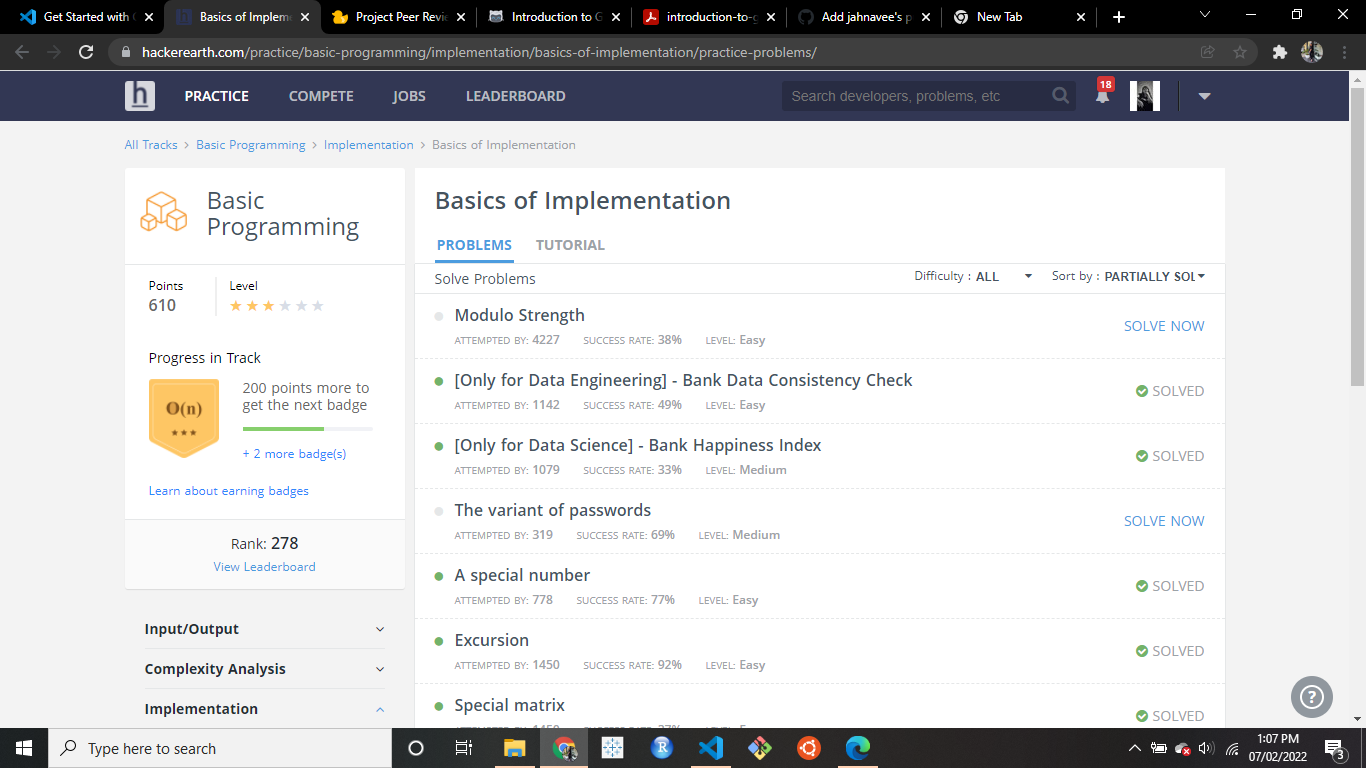 Get Started with G
Basics of Implemen
Project Peer Revie
Introduction to G
introduction-to-g
Add jahnavee's p
New Tab
hackerearth.com/practice/basic-programming/implementation/basics-of-implementation/practice-problems/
h PRACTICE COMPETE JOBS LEADERBOARD Search developers, problems, etc 18
All Tracks > Basic Programming > Implementation > Basics of Implementation
Basic
Programming
Points Level
610
Progress in Track
O(n)
200 points more to
get the next badge
+ 2 more badge(s)
Learn about earning badges
Rank: 278
View Leaderboard
Input/Output
Complexity Analysis
Implementation
Basics of Implementation
PROBLEMS TUTORIAL
Solve Problems Difficulty : ALL Sort by : PARTIALLY SOL
Modulo Strength
ATTEMPTED BY: 4227 SUCCESS RATE: 38% LEVEL: Easy
SOLVE NOW
[Only for Data Engineering] - Bank Data Consistency Check
ATTEMPTED BY: 1142 SUCCESS RATE: 49% LEVEL: Easy
SOLVED
[Only for Data Science] - Bank Happiness Index
ATTEMPTED BY: 1079 SUCCESS RATE: 33% LEVEL: Medium
SOLVED
The variant of passwords
ATTEMPTED BY: 319 SUCCESS RATE: 69% LEVEL: Medium
SOLVE NOW
A special number
ATTEMPTED BY: 778 SUCCESS RATE: 77% LEVEL: Easy
SOLVED
Excursion
ATTEMPTED BY: 1450 SUCCESS RATE: 92% LEVEL: Easy
SOLVED
Special matrix
SOLVED
?
Type here to search
R
1:07 PM
07/02/2022
3